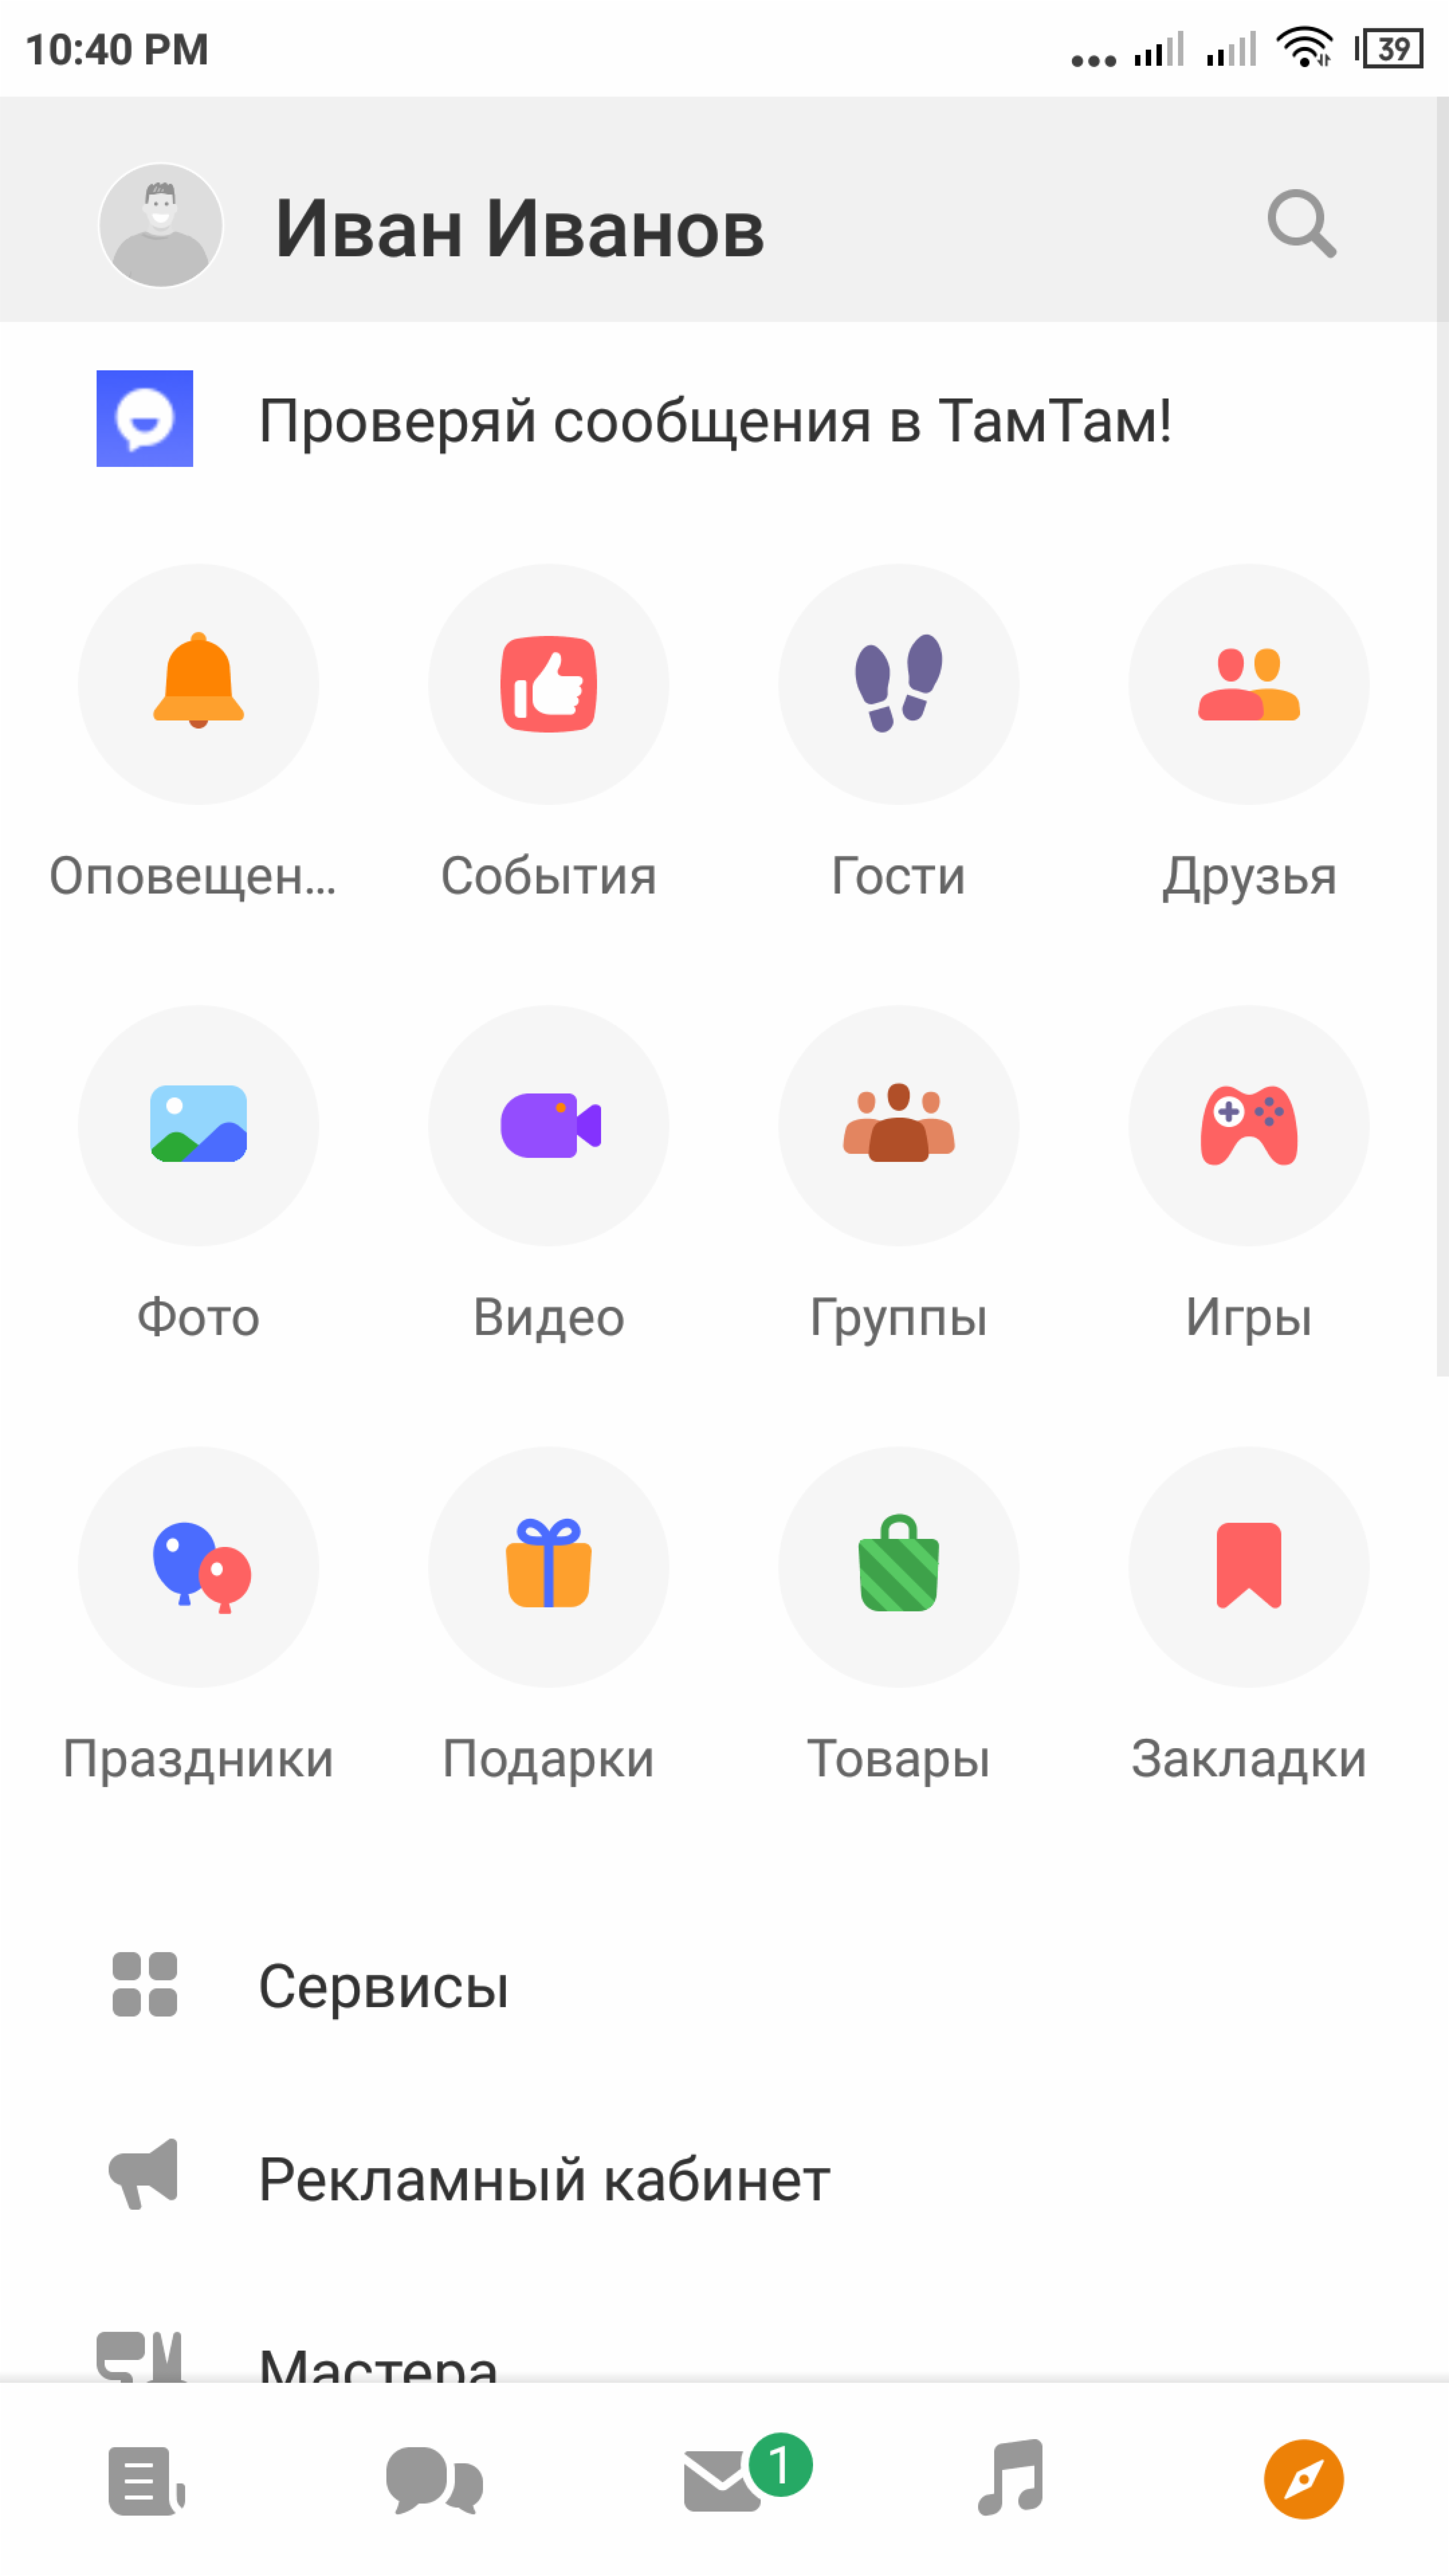 10:40 PM
39
Иван Иванов
Проверяй сообщения в ТамТам!
Оповещен...
События
Гости
Друзья
Фото
Видео
Группы
Игры
Праздники
Подарки
Товары
Закладки
Сервисы
Рекламный кабинет
Мастера
1